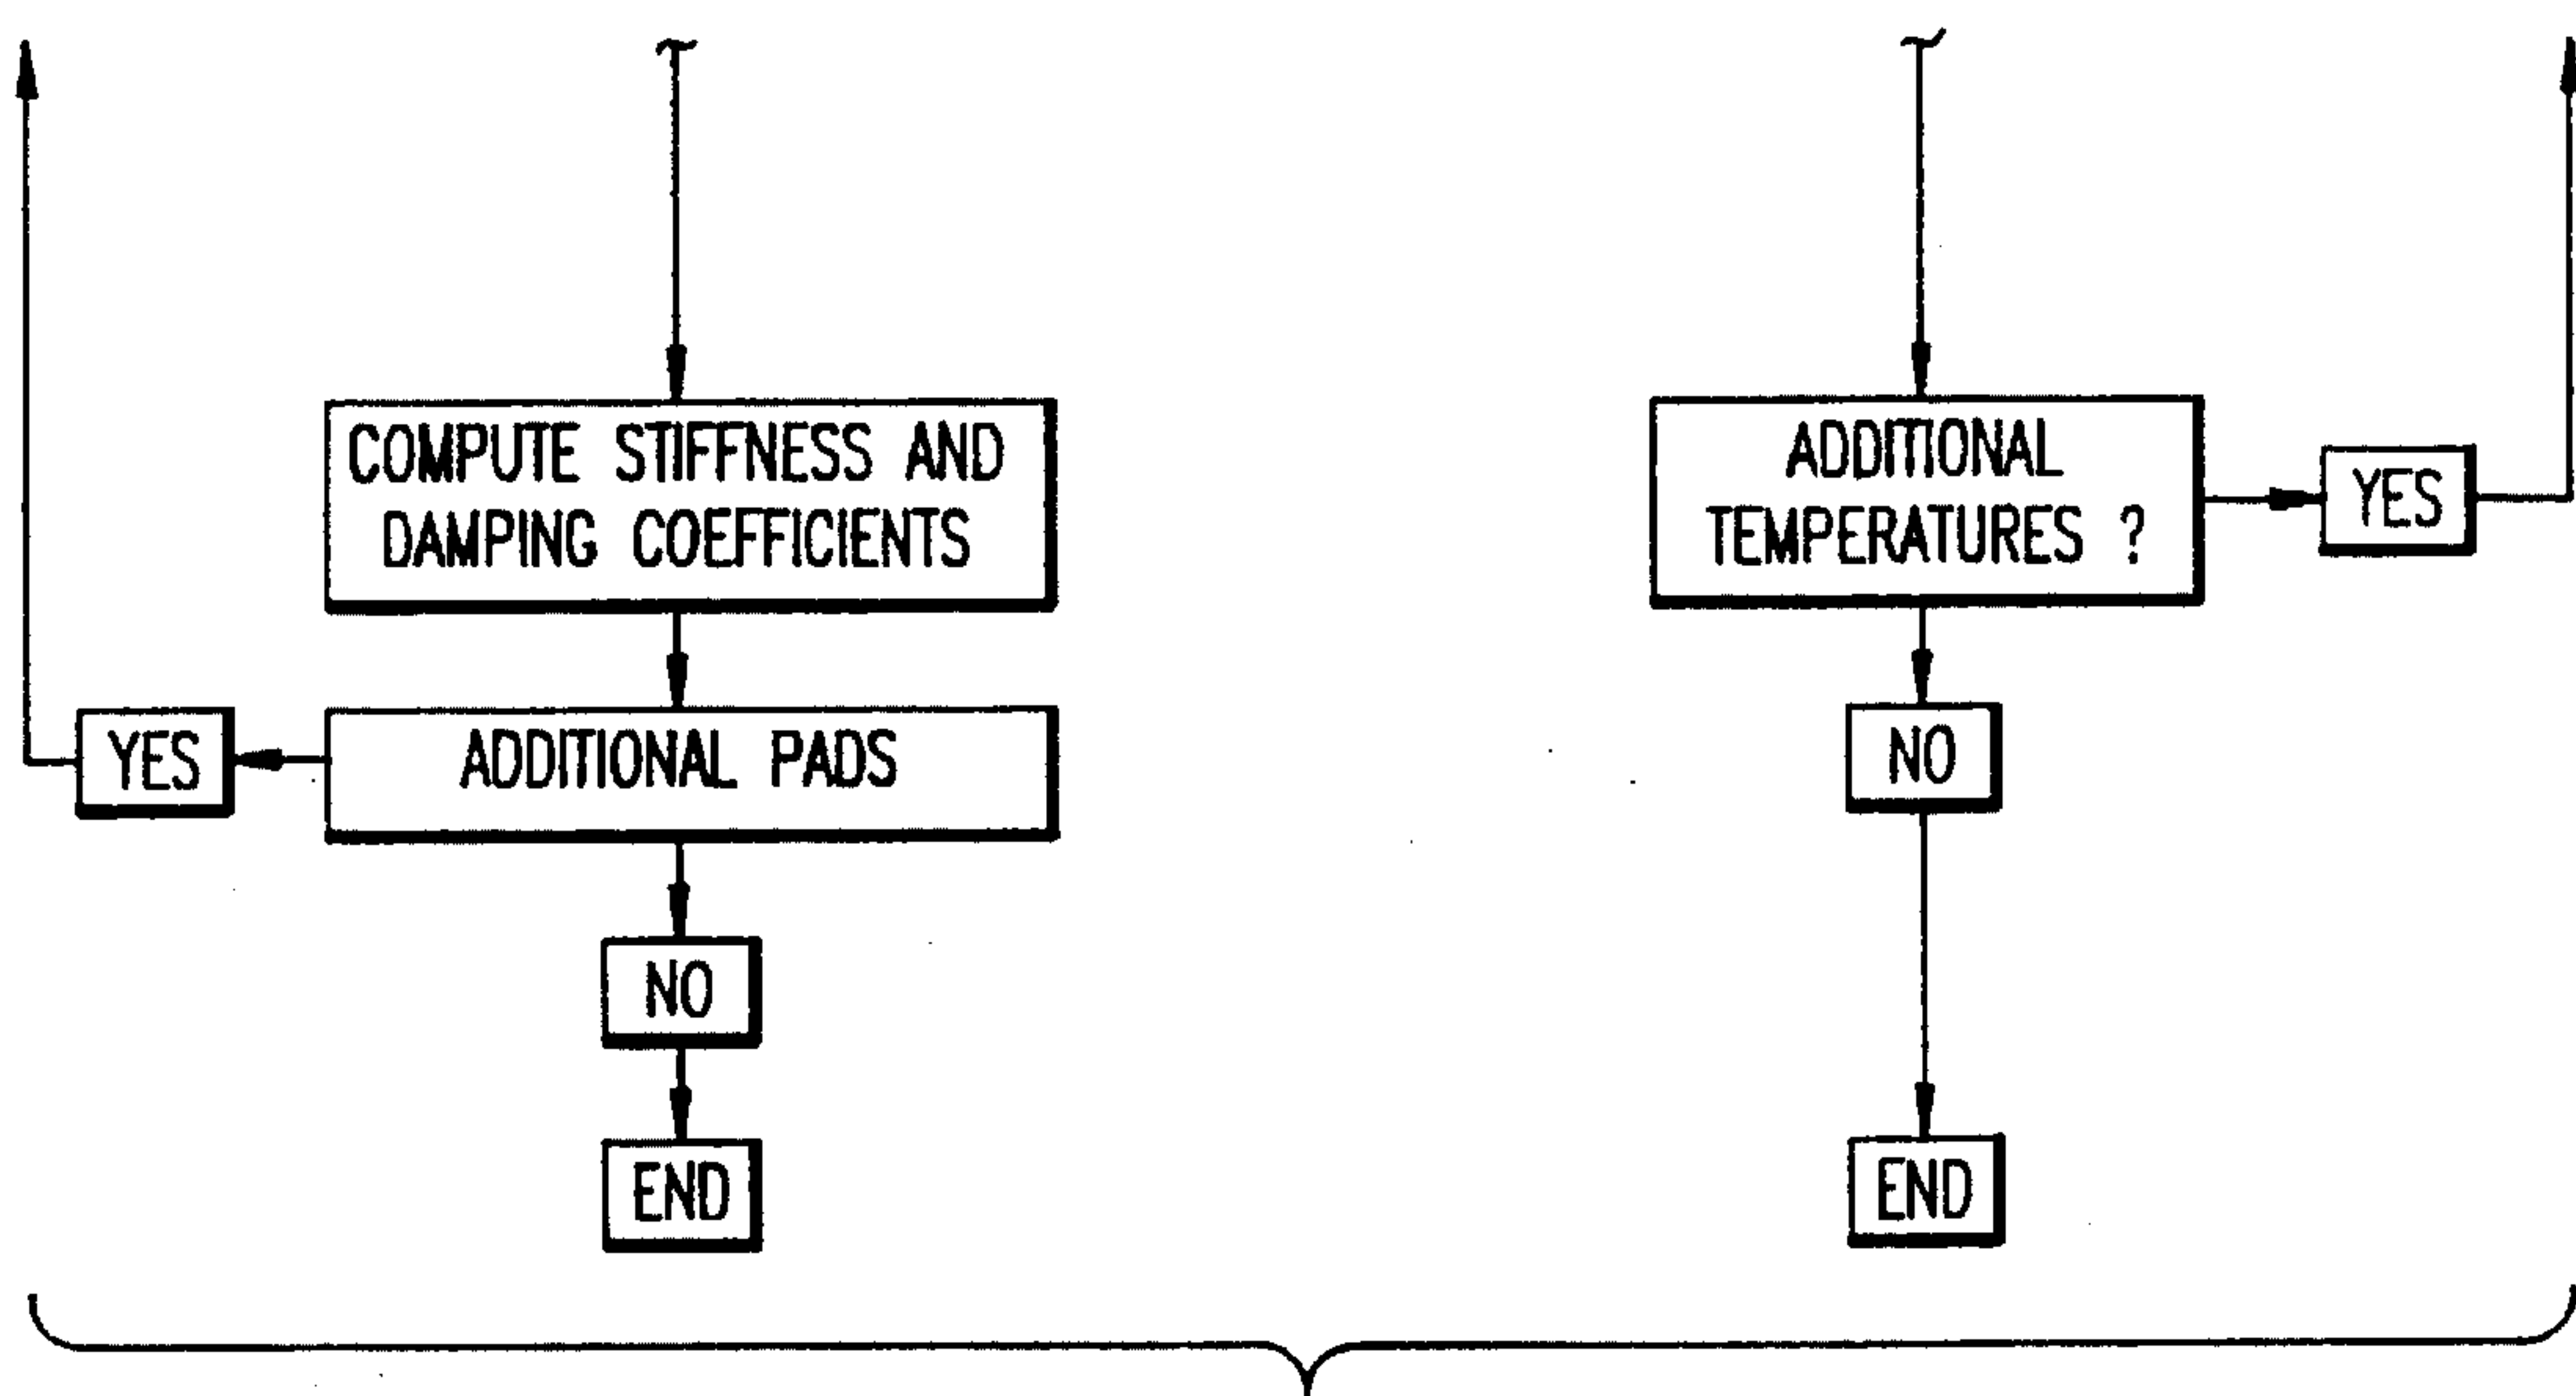 COMPUTE STIFFNESS AND
DAMPING COEFFICIENTS
YES
ADDITIONAL PADS
NO
END
ADDITIONAL
TEMPERATURES ?
YES
NO
END